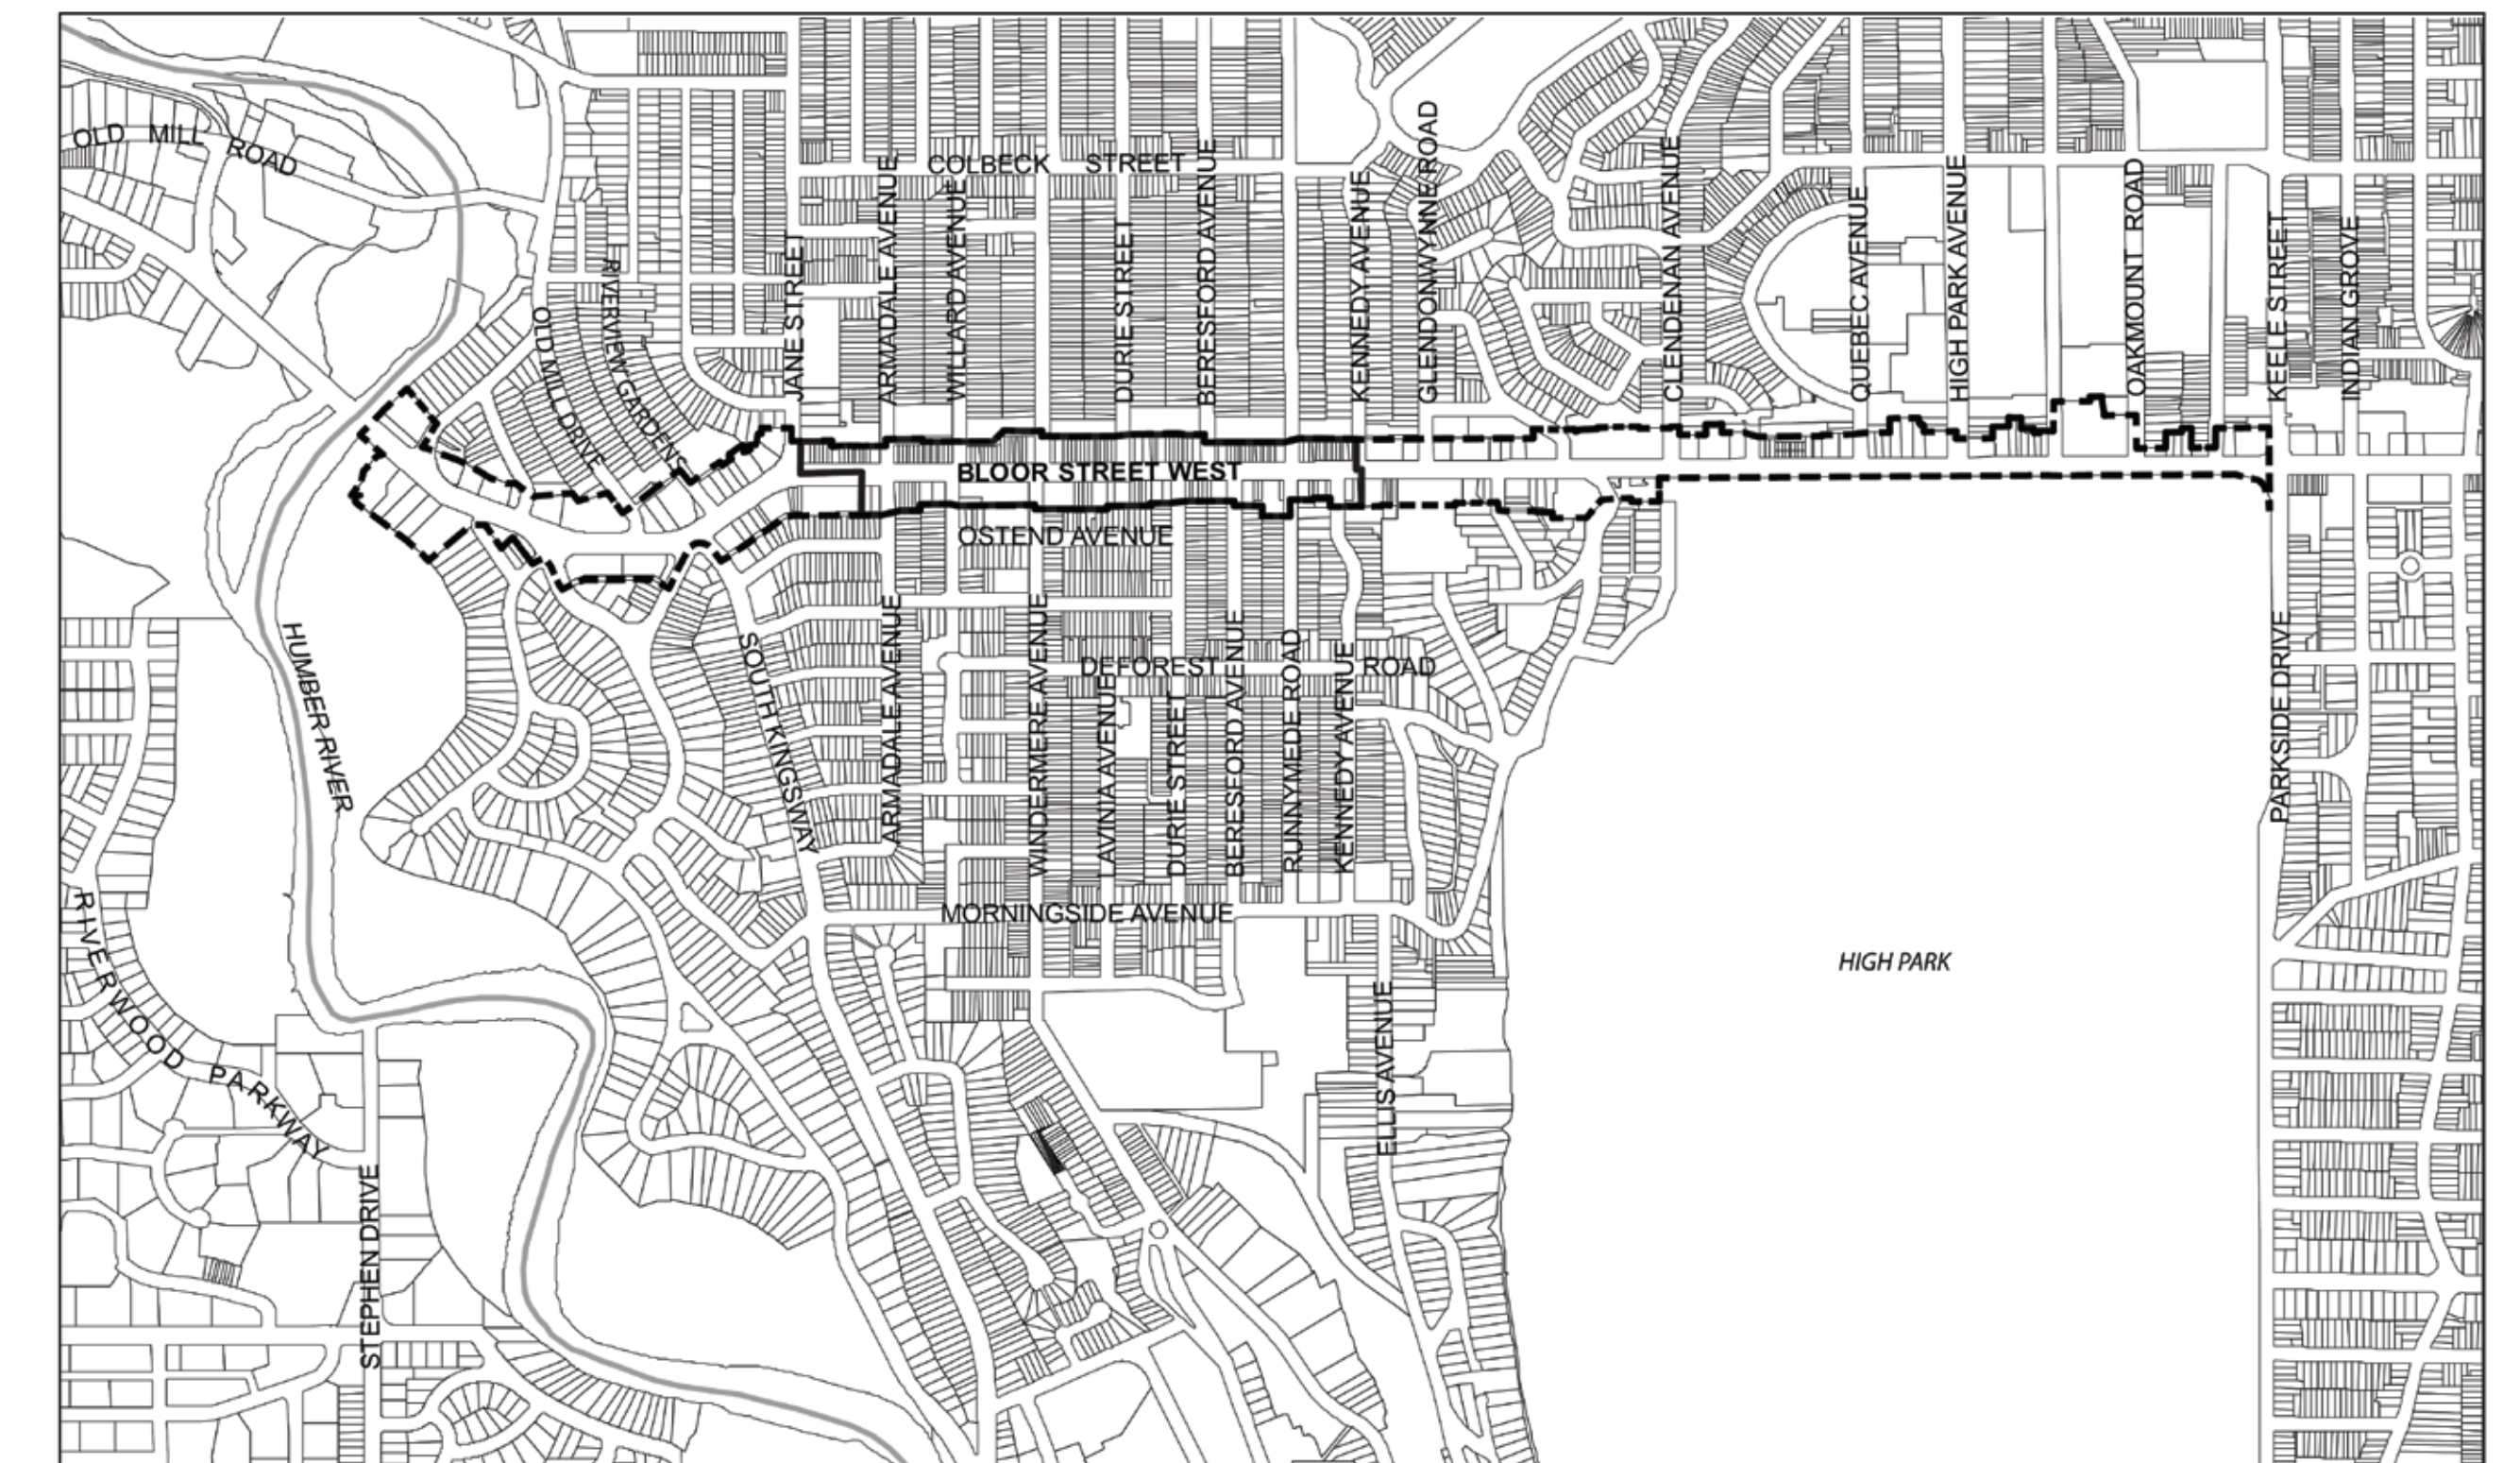 OLD MILL ROAD
COLBECK STREET
JANE STREET
ARMADALE AVENUE
WILLARD AVENUE
DURIE STREET
BERESFORD AVENUE
KENNEDY AVENUE
GLENDONWYNNE ROAD
CLENDENAN AVENUE
QUEBEC AVENUE
HIGH PARK AVENUE
OAKMOUNT ROAD
KEELE STREET
INDIAN GROVE
OLD MILL DRIVE
RIVERVIEW GARDENS
BLOOR STREET WEST
OSTEND AVENUE
HUMBER RIVER
SOUTH KINGSWAY
ARMADALE AVENUE
WINDERMERE AVENUE
DEFOREST ROAD
LAVINIA AVENUE
DURIE STREET
BERESFORD AVENUE
RUNNYMEDE ROAD
KENNEDY AVENUE
PARKSIDE DRIVE
MORNINGSIDE AVENUE
HIGH PARK
RIVERWOOD PARKWAY
ELLIS AVENUE
STEPHEN DRIVE